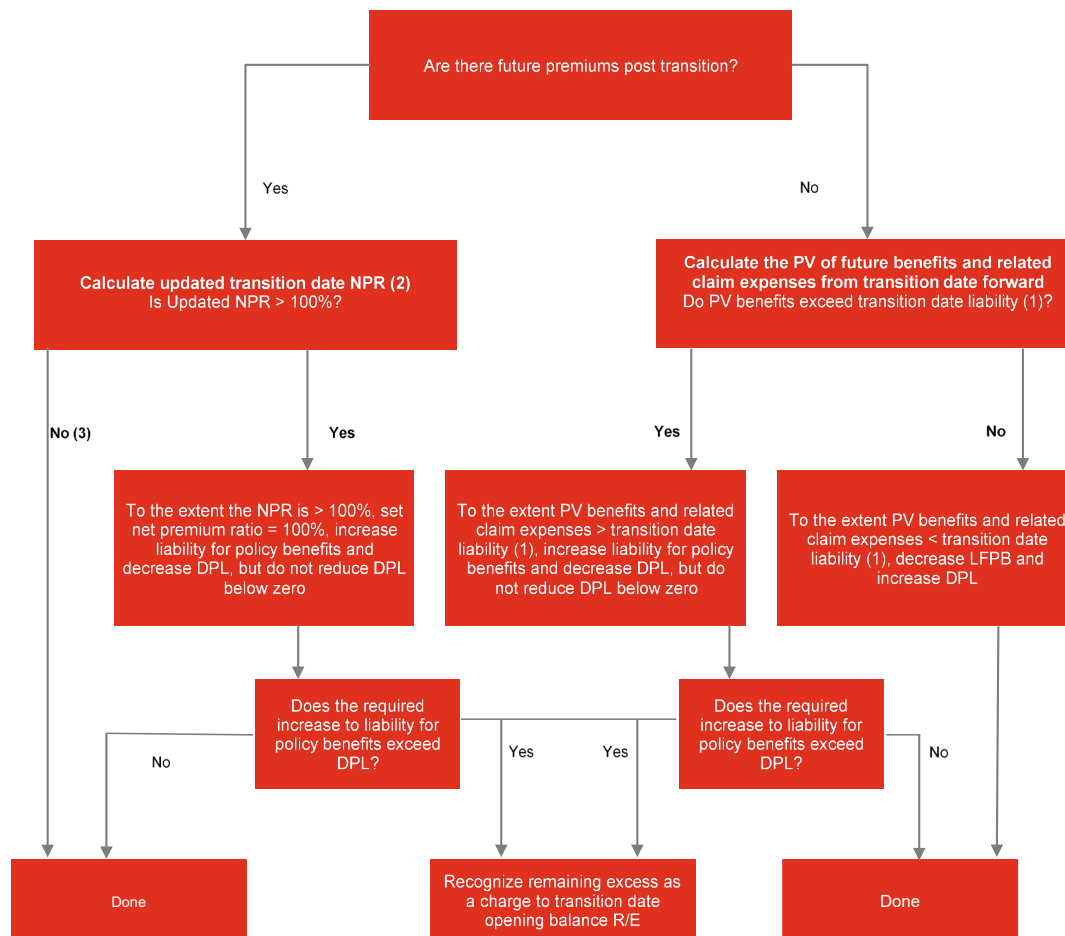 Are there future premiums post transition?
Yes
No
Calculate updated transition date NPR (2)
Is Updated NPR > 100%?
Calculate the PV of future benefits and related
claim expenses from transition date forward
Do PV benefits exceed transition date liability (1)?
No (3)
Yes
Yes
No
To the extent the NPR is > 100%, set
net premium ratio = 100%, increase
liability for policy benefits and
decrease DPL, but do not reduce DPL
below zero
To the extent PV benefits and related
claim expenses > transition date
liability (1), increase liability for policy
benefits and decrease DPL, but do
not reduce DPL below zero
To the extent PV benefits and related
claim expenses < transition date
liability (1), decrease LFPB and
increase DPL
Does the required
increase to liability for
policy benefits exceed
DPL?
Does the required
increase to liability for
policy benefits exceed
DPL?
No
Yes
Yes
No
Done
Recognize remaining excess as
a charge to transition date
opening balance R/E
Done